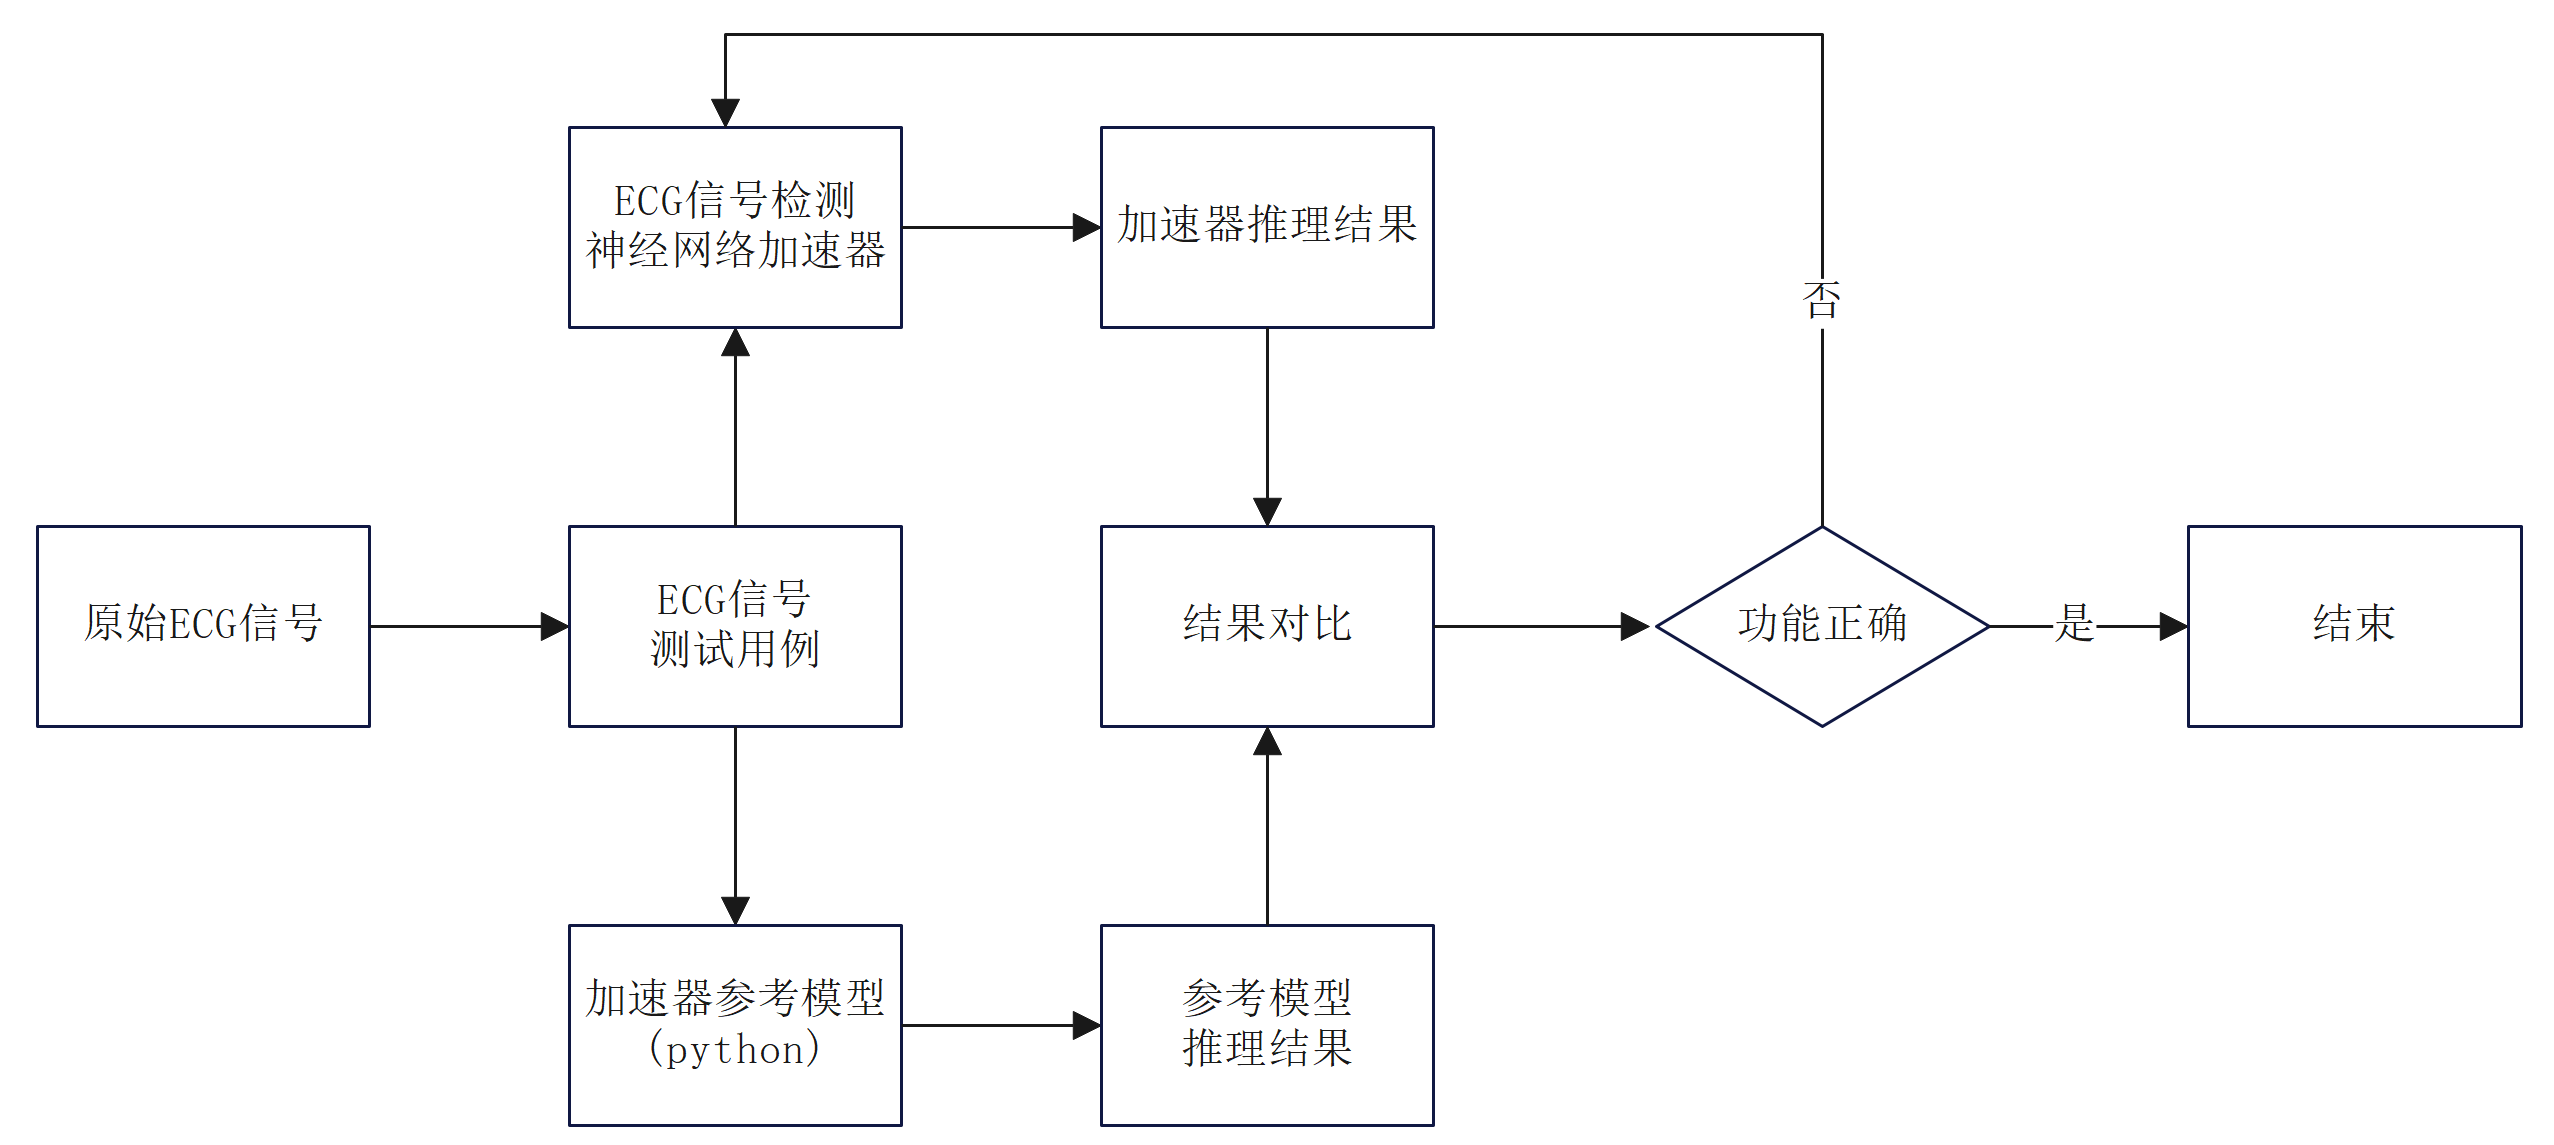 ECG信号检测
神经网络加速器
加速器推理结果
否
原始ECG信号
ECG信号
测试用例
结果对比
功能正确
是
结束
加速器参考模型
(python)
参考模型
推理结果